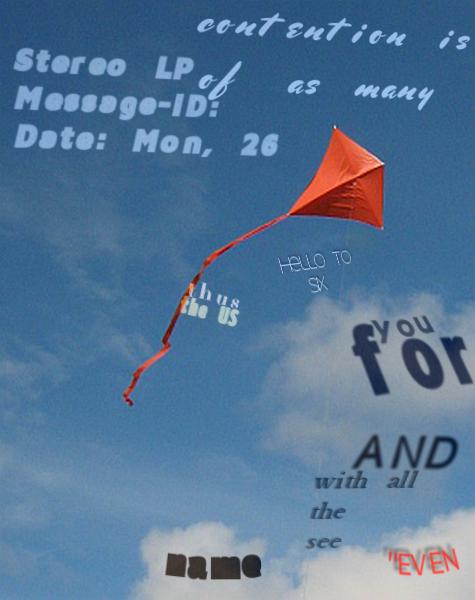 contention is
of as many
Stereo LP
Message-ID:
Date: Mon, 26
HELLO TO
SIX
thus
the US
you
for
AND
with all
the
see
name
"EVEN